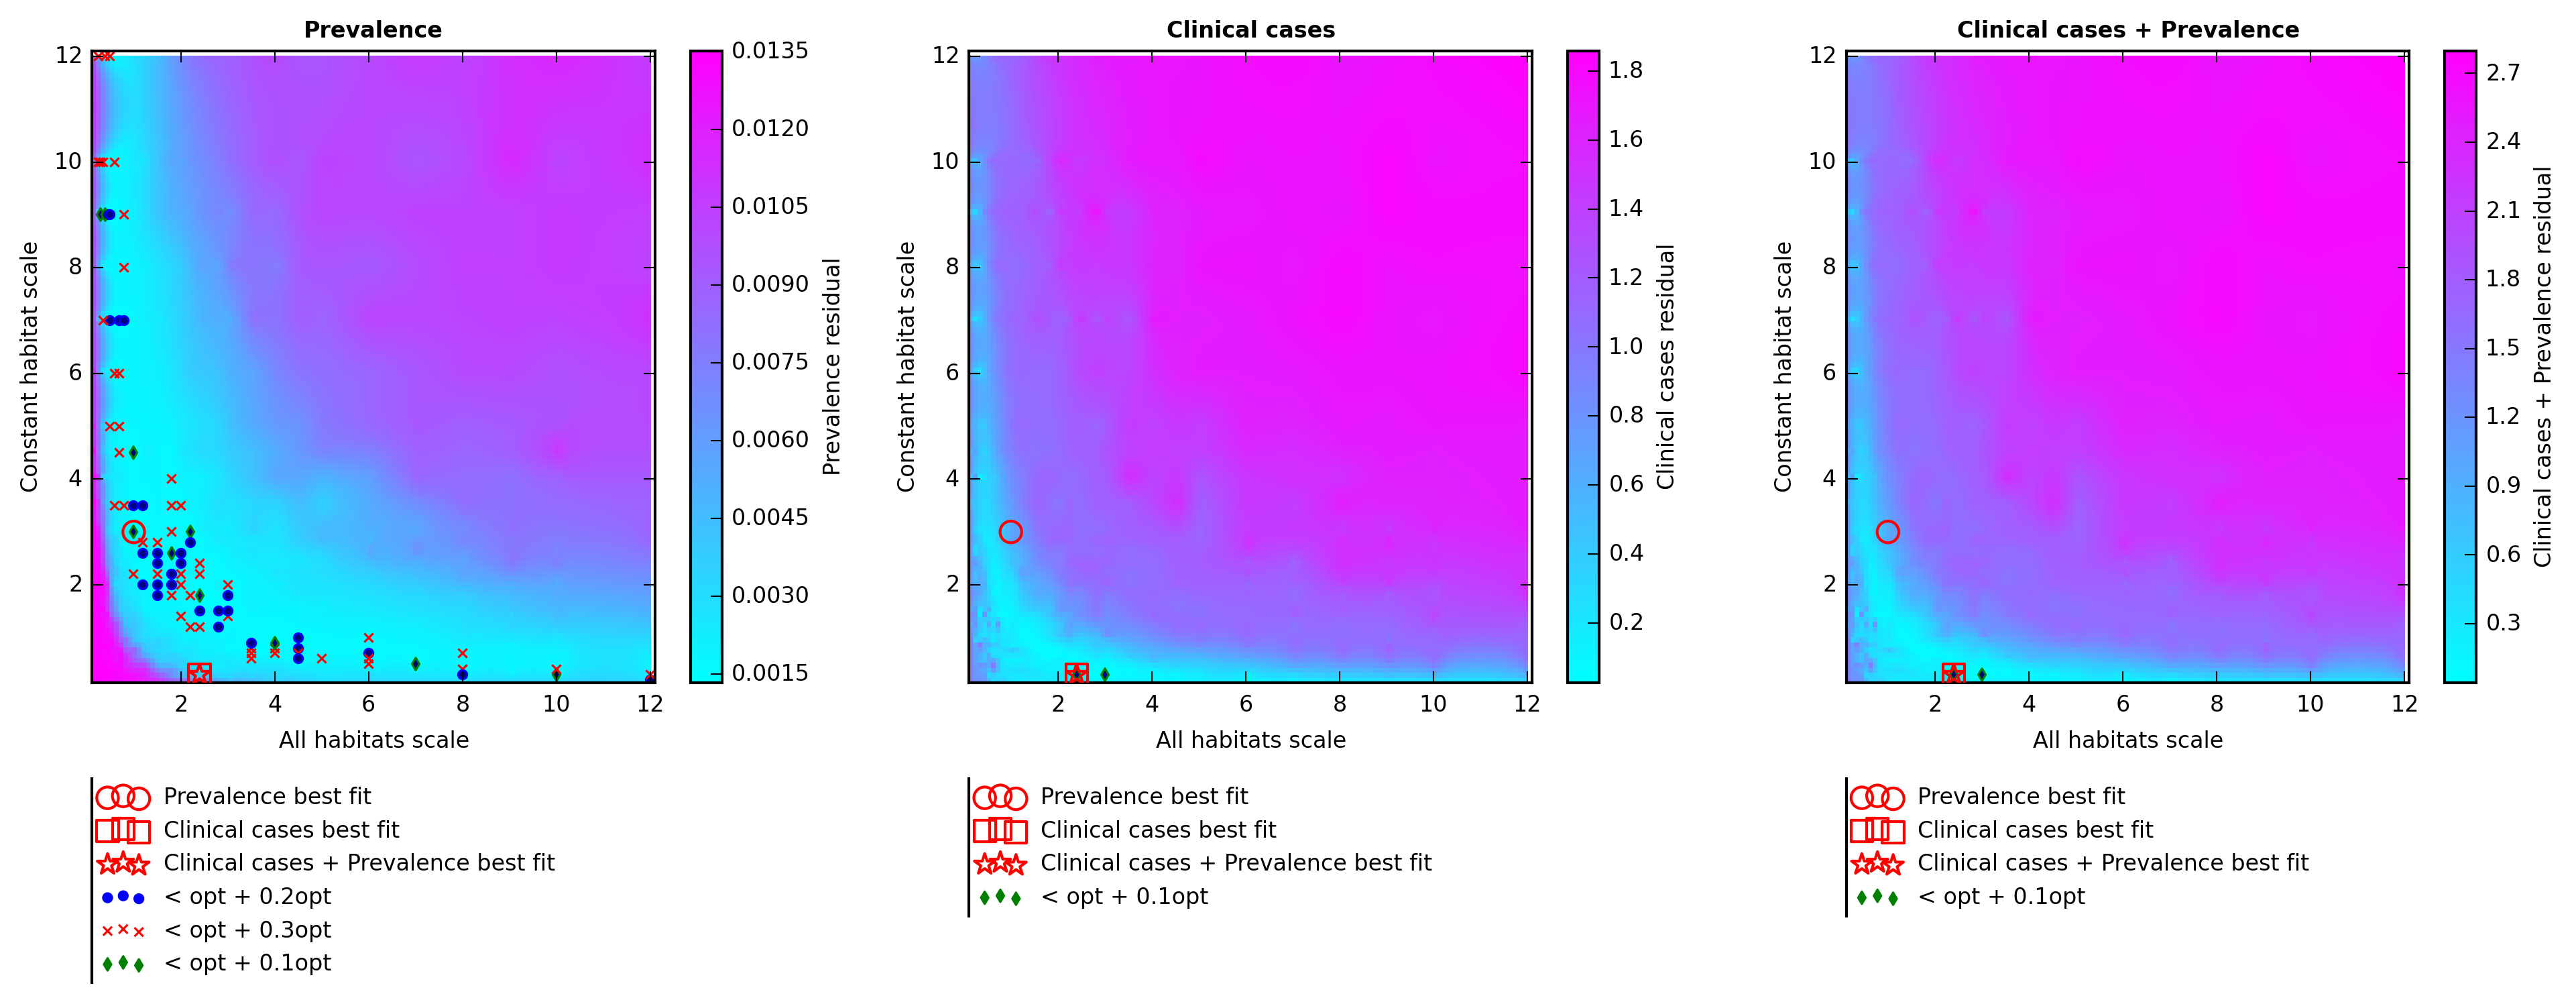 Prevalence
Clinical cases
Clinical cases + Prevalence
12
10
8
6
4
2
Constant habitat scale
2 4 6 8 10 12
All habitats scale
0.0135
0.0120
0.0105
0.0090
0.0075
0.0060
0.0045
0.0030
0.0015
Prevalence residual
12
10
8
6
4
2
Constant habitat scale
2 4 6 8 10 12
All habitats scale
1.8
1.6
1.4
1.2
1.0
0.8
0.6
0.4
0.2
Clinical cases residual
12
10
8
6
4
2
Constant habitat scale
2 4 6 8 10 12
All habitats scale
2.7
2.4
2.1
1.8
1.5
1.2
0.9
0.6
0.3
Clinical cases + Prevalence residual
Prevalence best fit
Clinical cases best fit
Clinical cases + Prevalence best fit
< opt + 0.2opt
< opt + 0.3opt
< opt + 0.1opt
Prevalence best fit
Clinical cases best fit
Clinical cases + Prevalence best fit
< opt + 0.1opt
Prevalence best fit
Clinical cases best fit
Clinical cases + Prevalence best fit
< opt + 0.1opt